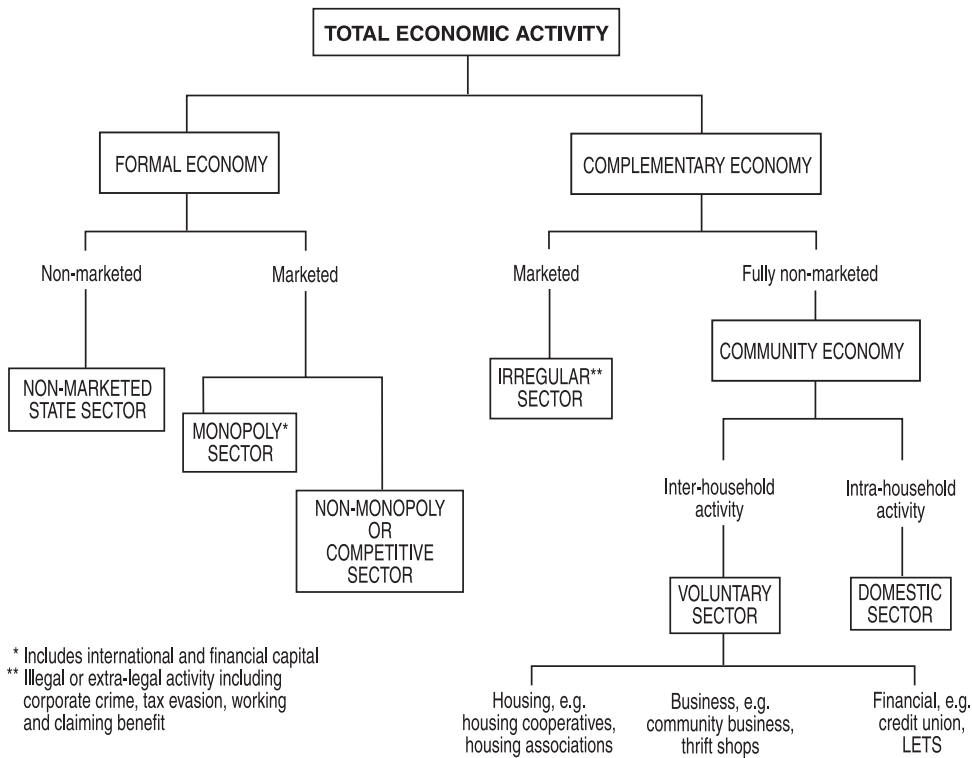 TOTAL ECONOMIC ACTIVITY
FORMAL ECONOMY
COMPLEMENTARY ECONOMY
Non-marketed
Marketed
Marketed
Fully non-marketed
NON-MARKETED
STATE SECTOR
MONOPOLY*
SECTOR
NON-MONOPOLY
OR
COMPETITIVE
SECTOR
IRREGULAR**
SECTOR
COMMUNITY ECONOMY
Inter-household
activity
Intra-household
activity
VOLUNTARY
SECTOR
DOMESTIC
SECTOR
Housing, e.g.
housing cooperatives,
housing associations
Business, e.g.
community business,
thrift shops
Financial, e.g.
credit union,
LETS
* Includes international and financial capital
** Illegal or extra-legal activity including
corporate crime, tax evasion, working
and claiming benefit